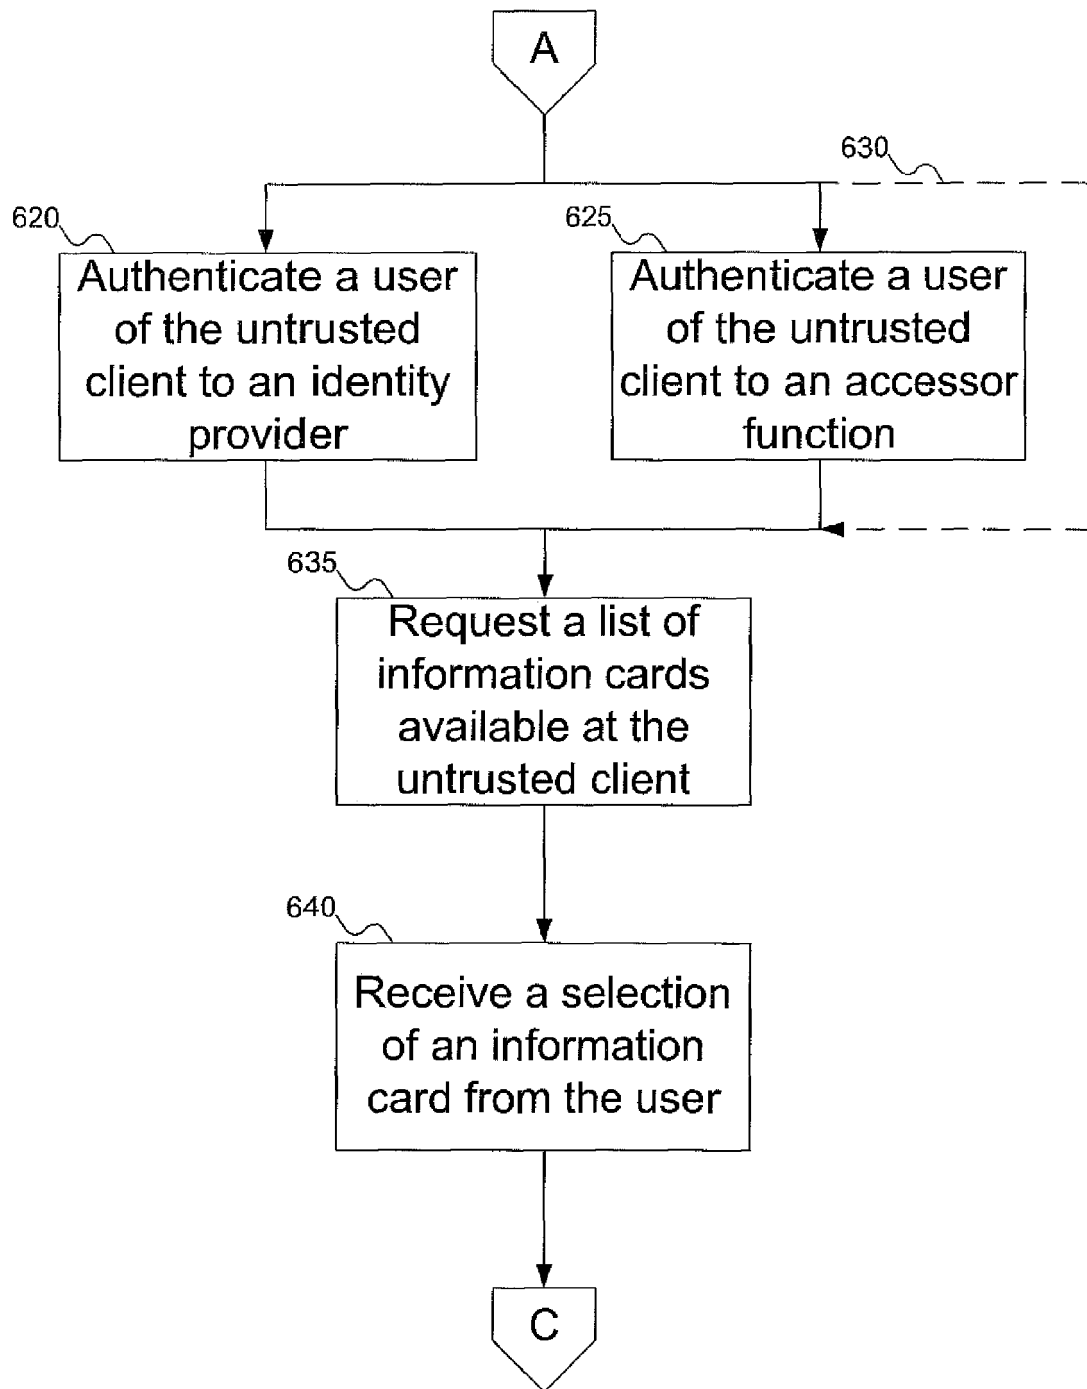 A
630
620
625
Authenticate a user
of the untrusted
client to an identity
provider
Authenticate a user
of the untrusted
client to an accessor
function
635
Request a list of
information cards
available at the
untrusted client
640
Receive a selection
of an information
card from the user
C